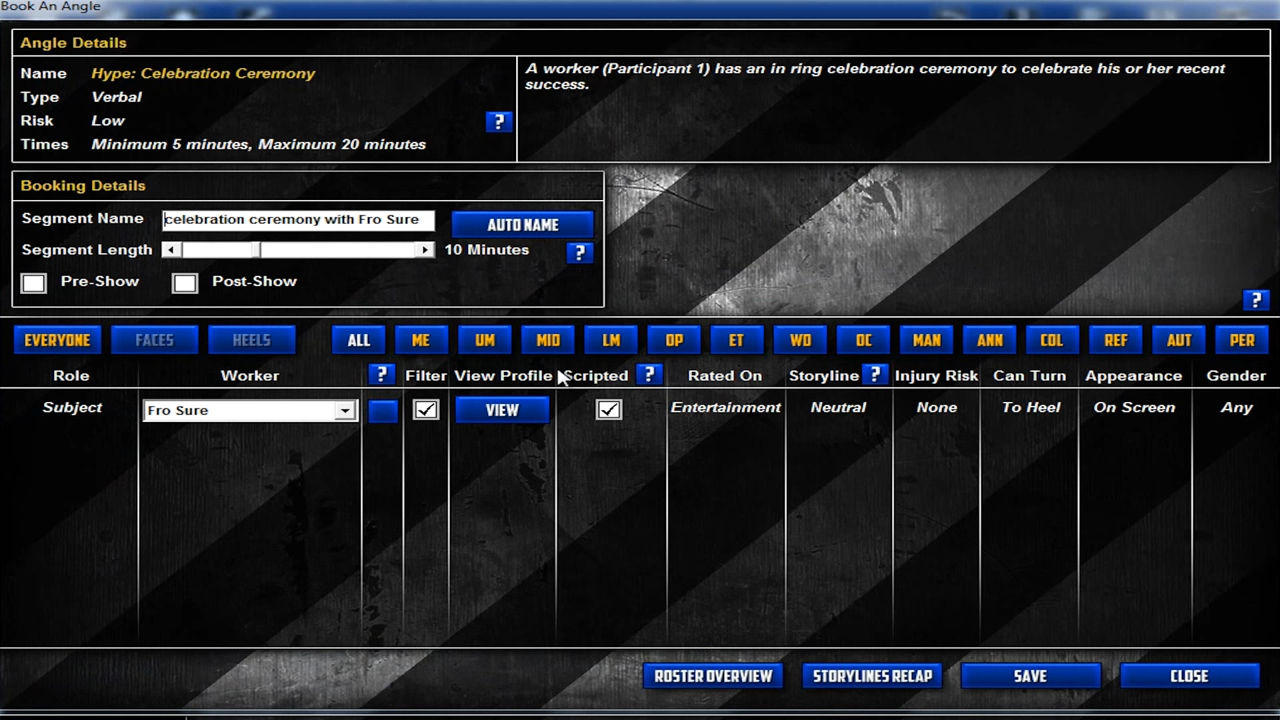 Book An Angle
Angle Details
Name Hype: Celebration Ceremony
Type Verbal
Risk Low
?
Times Minimum 5 minutes, Maximum 20 minutes
A worker (Participant 1) has an in ring celebration ceremony to celebrate his or her recent
success.
Booking Details
Segment Name celebration ceremony with Fro Sure AUTO NAME
Segment Length 10 Minutes ?
Pre-Show Post-Show
?
EVERYONE FACES HEELS ALL ME UM MID LM OP ET WO OC MAN ANN COL REF AUT PER
Role Worker ? Filter View Profile Scripted ? Rated On Storyline ? Injury Risk Can Turn Appearance Gender
Subject Fro Sure VIEW Entertainment Neutral None To Heel On Screen Any
ROSTER OVERVIEW STORYLINES RECAP SAVE CLOSE